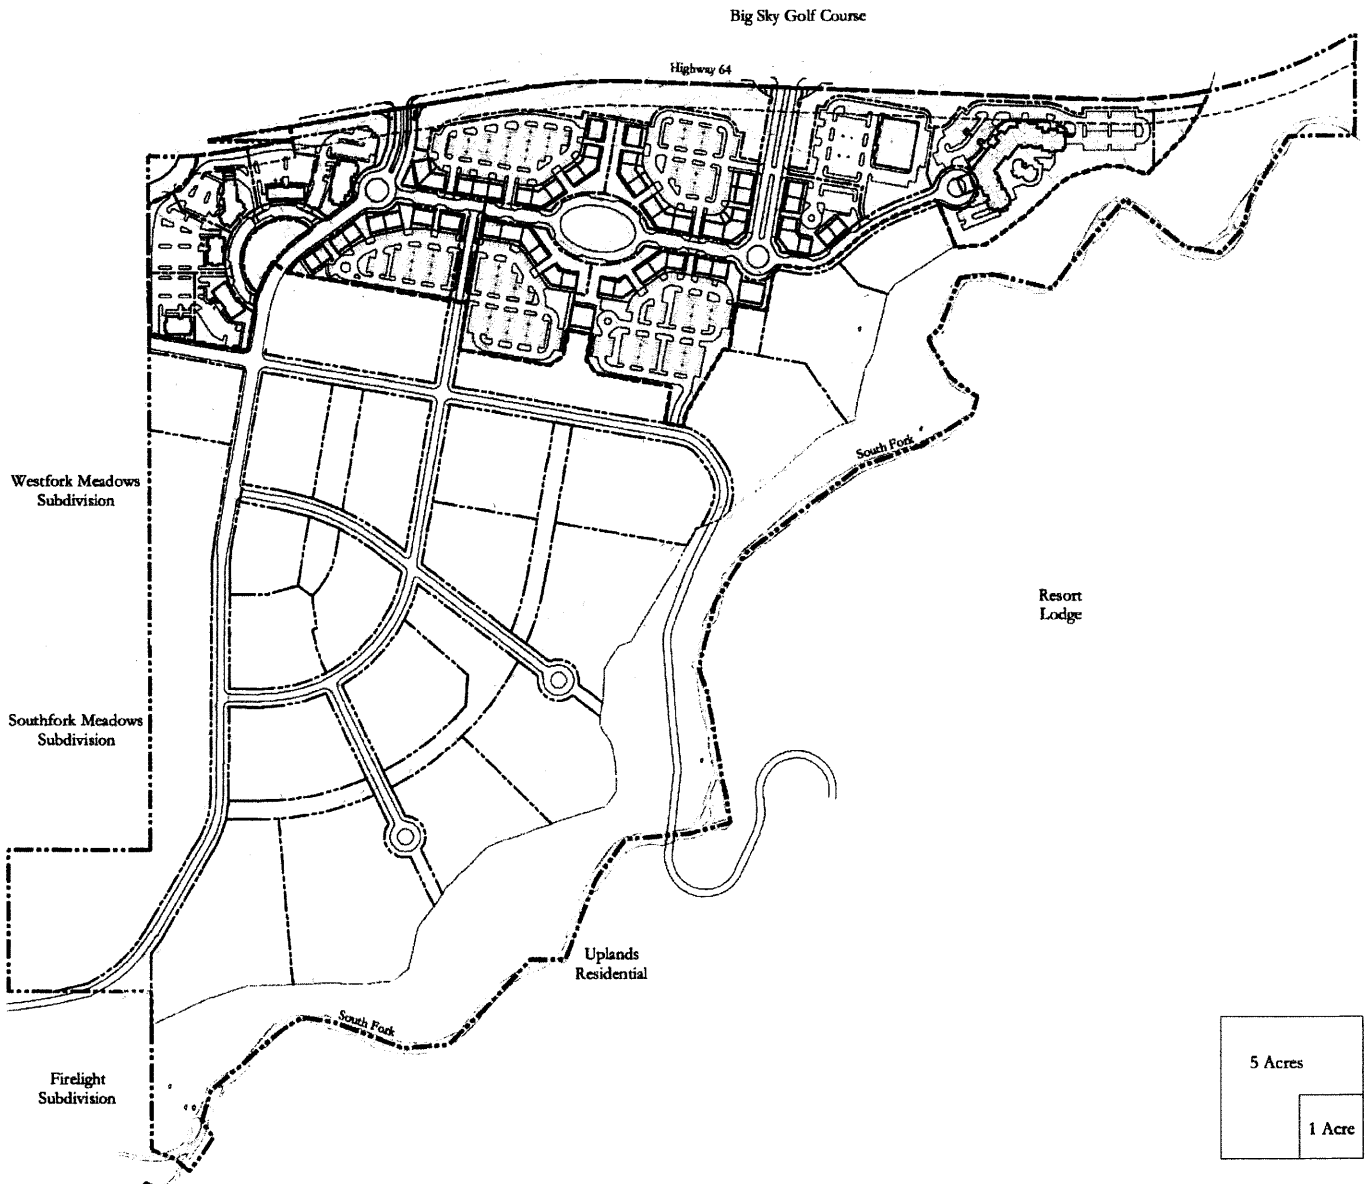 Big Sky Golf Course
Highway 64
South Fork
Westfork Meadows
Subdivision
Resort
Lodge
Southfork Meadows
Subdivision
Uplands
Residential
South Fork
Firelight
Subdivision
5 Acres
1 Acre